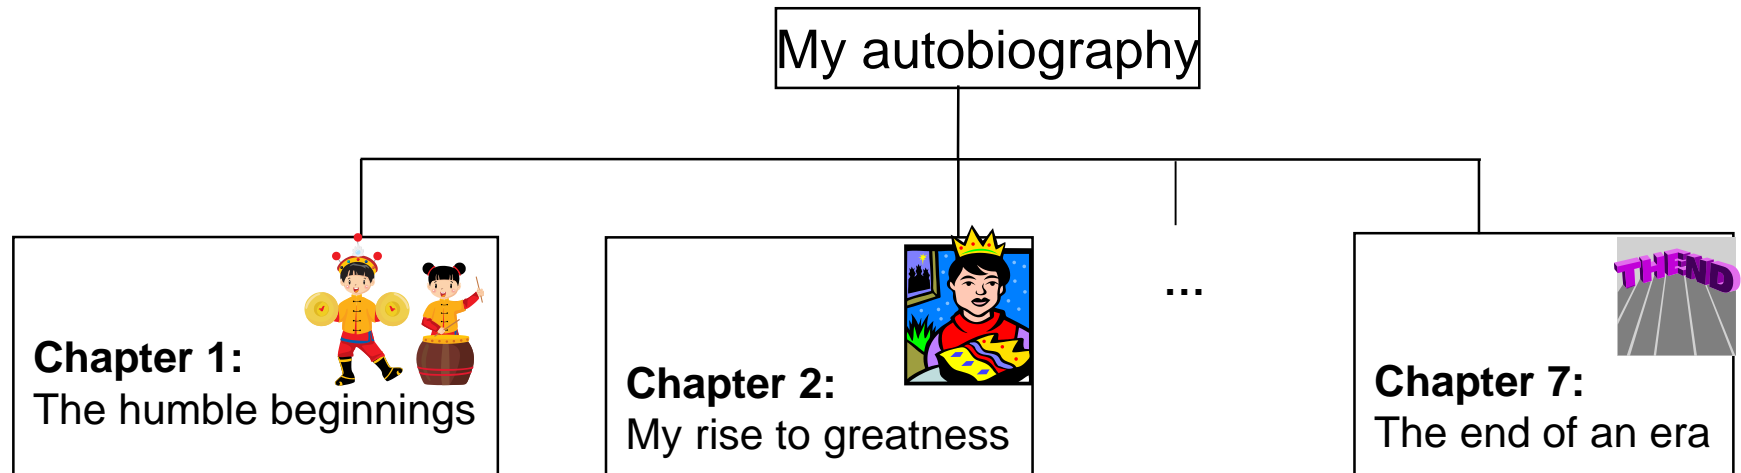 My autobiography
Chapter 1:
The humble beginnings
Chapter 2:
My rise to greatness
...
THE END
Chapter 7:
The end of an era